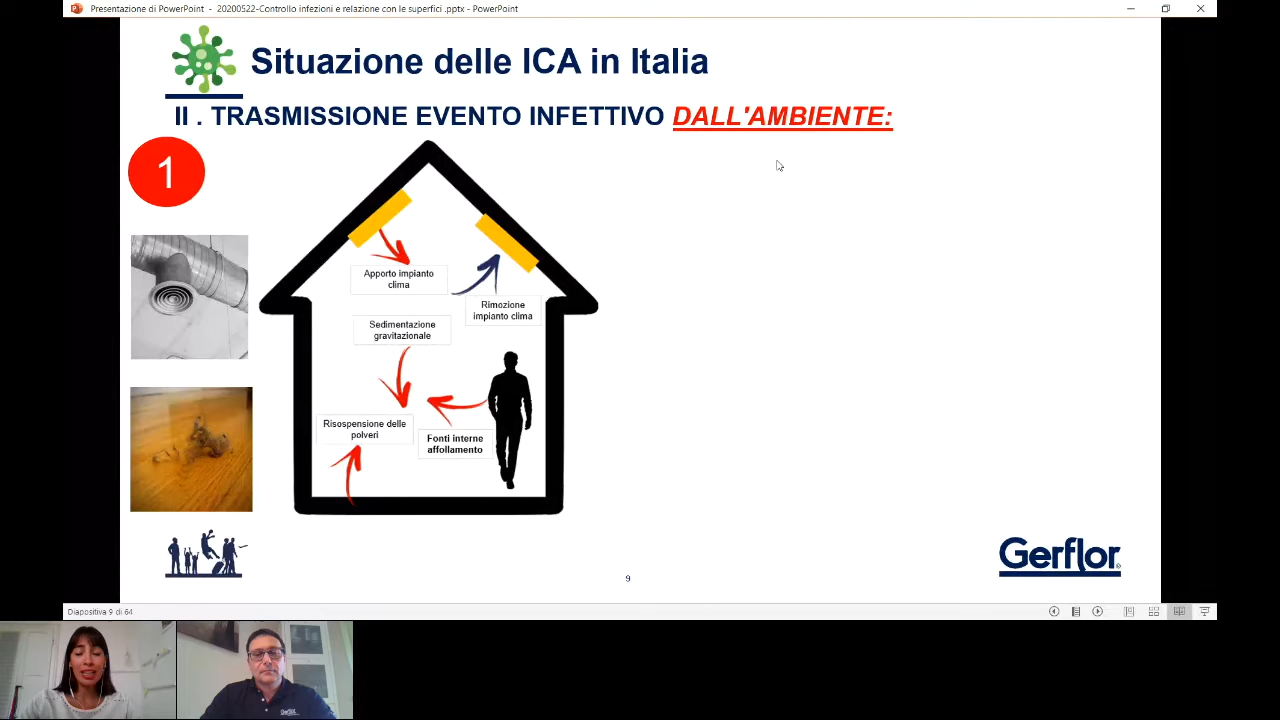 Presentazione di PowerPoint - 20200522-Controllo infezioni e relazione con le superfici .pptx - PowerPoint
Situazione delle ICA in Italia
II . TRASMISSIONE EVENTO INFETTIVO DALL'AMBIENTE:
1
Apporto impianto
clima
Rimozione
impianto clima
Sedimentazione
gravitazionale
Risospensione delle
polveri
Fonti interne
affollamento
Gerflor®
9
Diapositiva 9 di 64
Gerflor